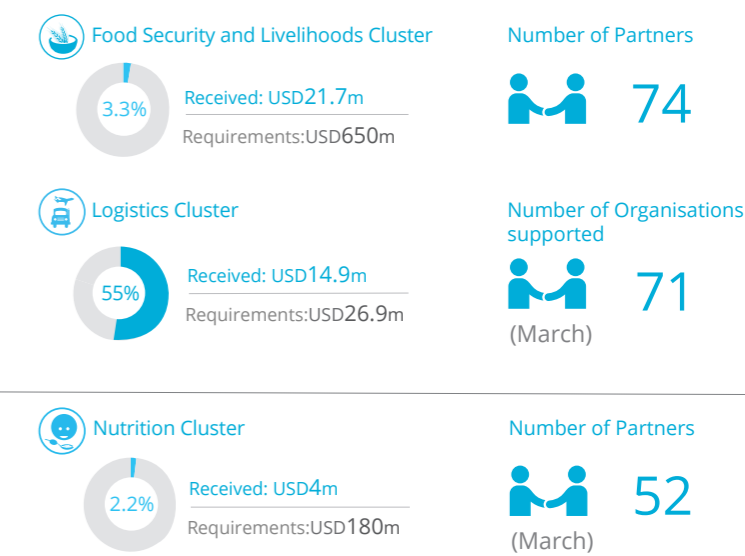 Food Security and Livelihoods Cluster
Number of Partners
3.3%
Received: USD21.7m
Requirements:USD650m
74
Logistics Cluster
Number of Organisations
supported
55%
Received: USD14.9m
Requirements:USD26.9m
71
(March)
Nutrition Cluster
Number of Partners
2.2%
Received: USD4m
Requirements:USD180m
52
(March)